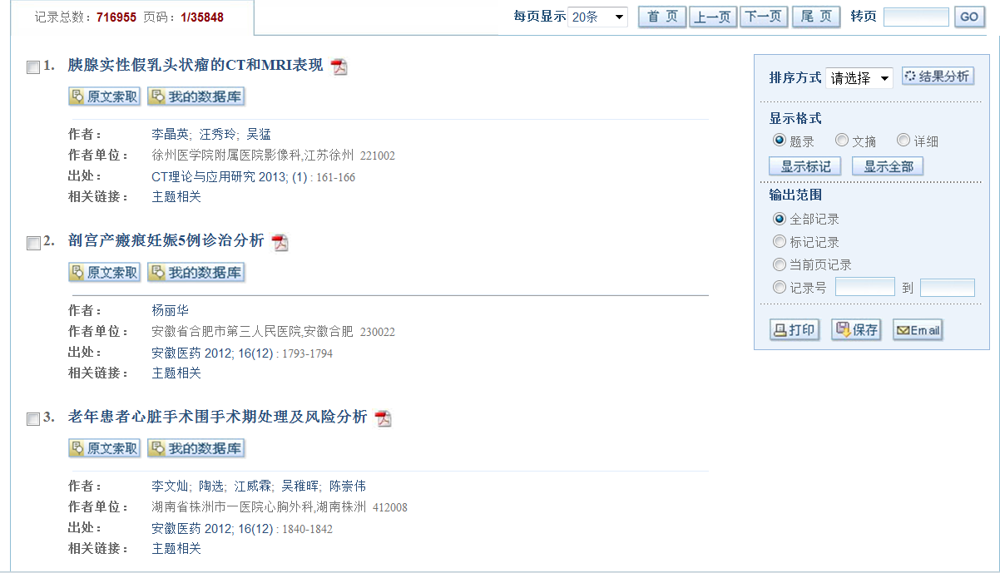 记录总数：716955 页码：1/35848
每页显示 20条 首 页 上一页 下一页 尾 页 转页 GO
1. 胰腺实性假乳头状瘤的CT和MRI表现
原文索取 我的数据库
作者： 李晶英; 汪秀玲; 吴猛
作者单位： 徐州医学院附属医院影像科,江苏徐州 221002
出处： CT理论与应用研究 2013; (1) : 161-166
相关链接： 主题相关
2. 剖宫产瘢痕妊娠5例诊治分析
原文索取 我的数据库
作者： 杨丽华
作者单位： 安徽省合肥市第三人民医院,安徽合肥 230022
出处： 安徽医药 2012; 16(12) : 1793-1794
相关链接： 主题相关
3. 老年患者心脏手术围手术期处理及风险分析
原文索取 我的数据库
作者： 李文灿; 陶选; 江威霖; 吴稚晖; 陈崇伟
作者单位： 湖南省株洲市一医院心胸外科,湖南株洲 412008
出处： 安徽医药 2012; 16(12) : 1840-1842
相关链接： 主题相关
排序方式 请选择 结果分析
显示格式
题录 文摘 详细
显示标记 显示全部
输出范围
全部记录
标记记录
当前页记录
记录号 到
打印 保存 Email